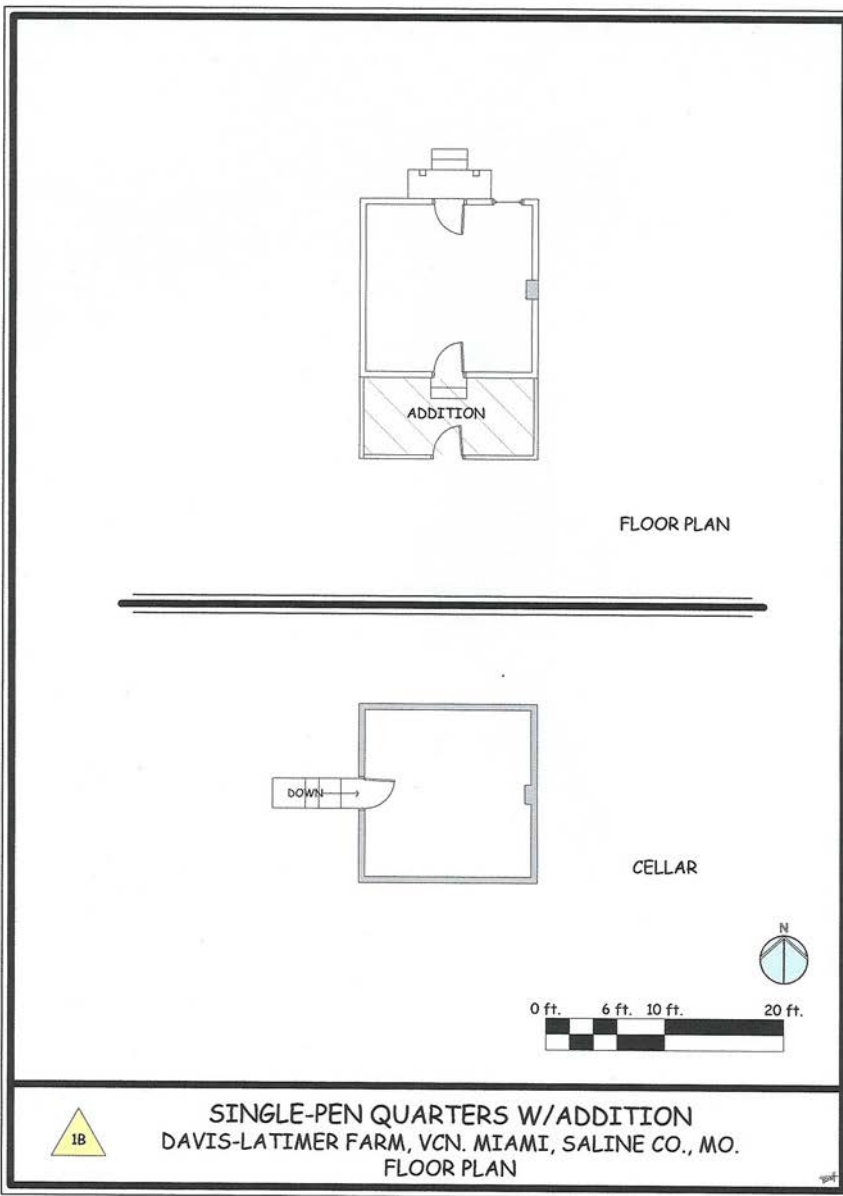 ADDITION
FLOOR PLAN
DOWN
CELLAR
N
0 ft. 6 ft. 10 ft. 20 ft.
1B
SINGLE-PEN QUARTERS W/ADDITION
DAVIS-LATIMER FARM, VCN. MIAMI, SALINE CO., MO.
FLOOR PLAN